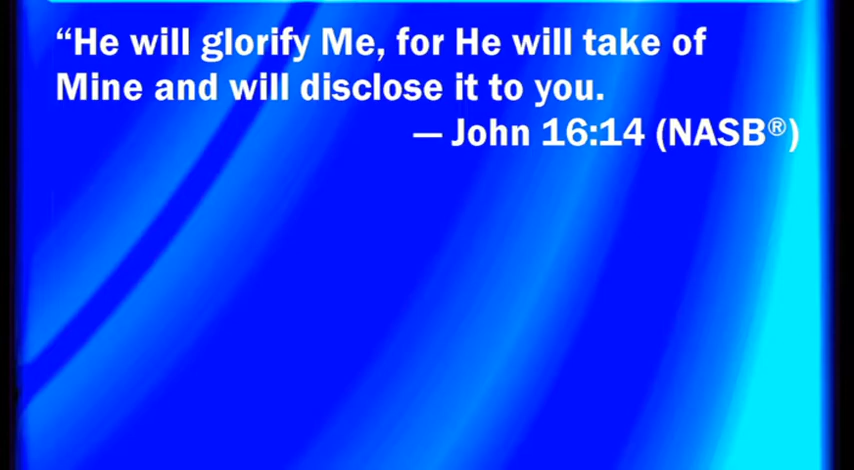 “He will glorify Me, for He will take of
Mine and will disclose it to you.
— John 16:14 (NASB®)